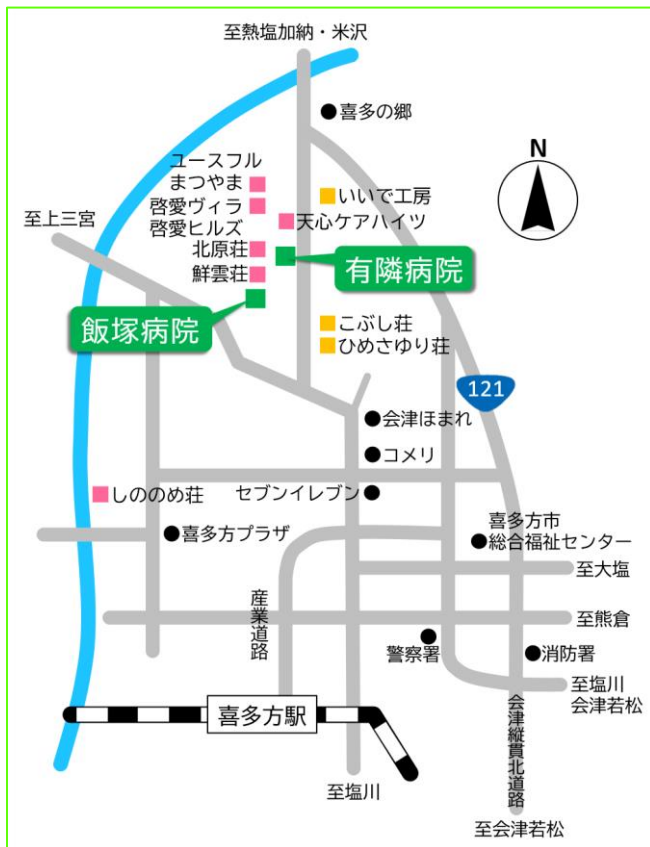 至熱塩加納・米沢
喜多の郷
N
ユースフル
まつやま
啓愛ヴィラ
啓愛ヒルズ
北原荘
鮮雲荘
いいで工房
天心ケアハイツ
至上三宮
有隣病院
飯塚病院
こぶし荘
ひめさゆり荘
121
会津ほまれ
コメリ
セブンイレブン
しののめ荘
喜多方プラザ
喜多方市
総合福祉センター
至大塩
産業道路
至熊倉
警察署
消防署
至塩川
会津若松
喜多方駅
会津縦貫北道路
至塩川
至会津若松